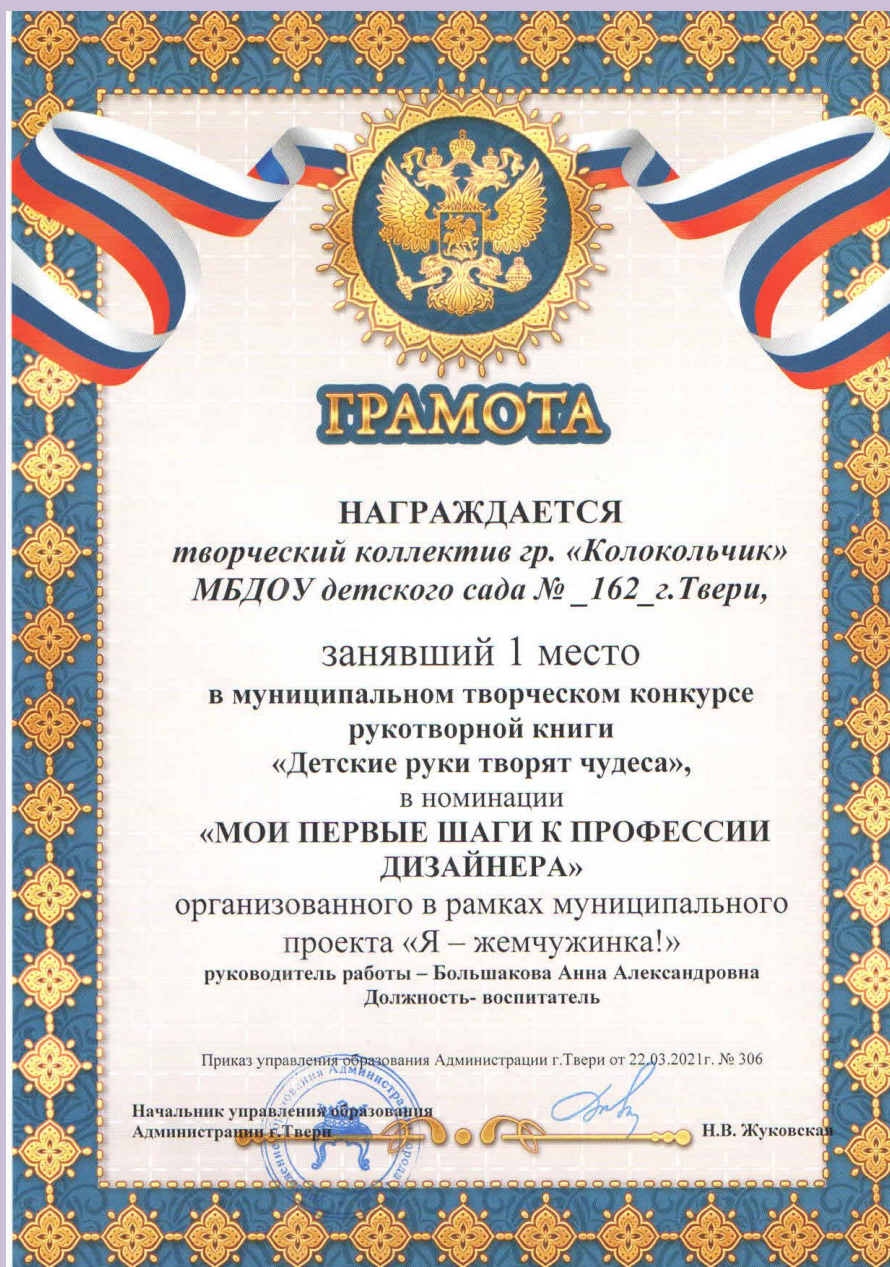 ГРАМОТА
НАГРАЖДАЕТСЯ
творческий коллектив гр. «Колокольчик»
МБДОУ детского сада № _162_г.Твери,
занявший 1 место
в муниципальном творческом конкурсе
рукотворной книги
«Детские руки творят чудеса»,
в номинации
«МОИ ПЕРВЫЕ ШАГИ К ПРОФЕССИИ
ДИЗАЙНЕРА»
организованного в рамках муниципального
проекта «Я – жемчужинка!»
руководитель работы – Большакова Анна Александровна
Должность- воспитатель
Приказ управления образования Администрации г.Твери от 22.03.2021г. № 306
Начальник управления образования
Администрации г.Твери
Н.В. Жуковская